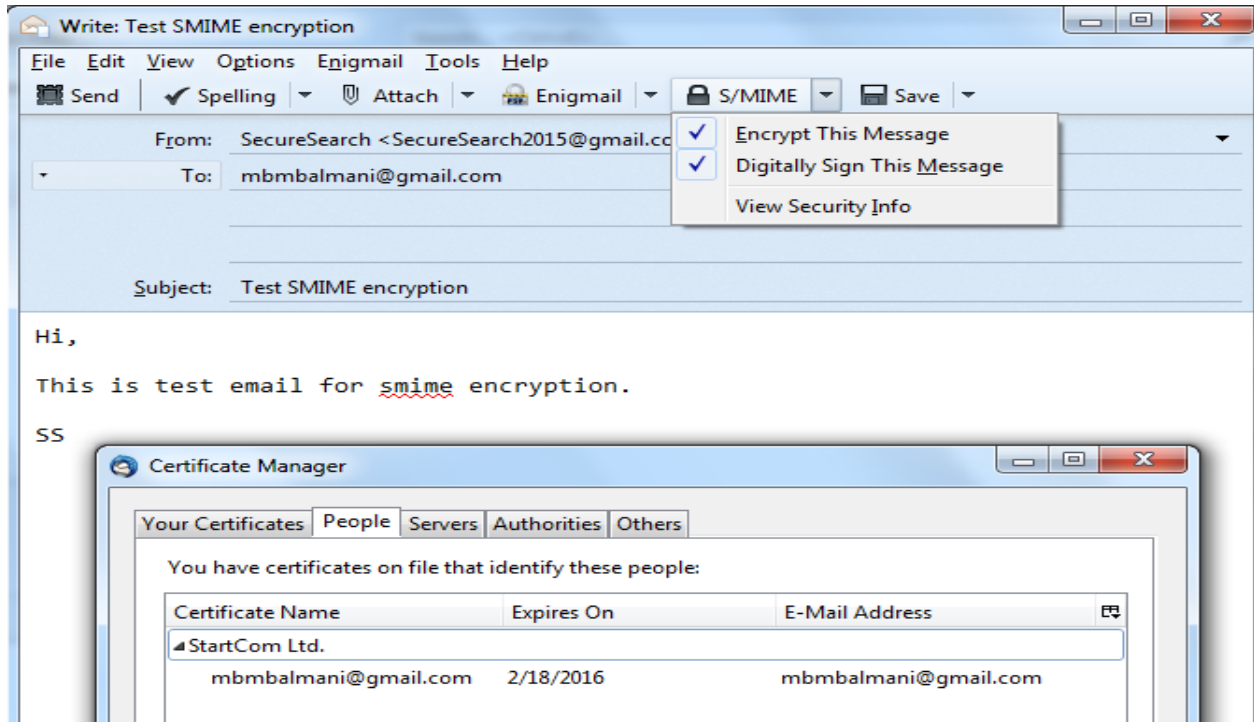 Write: Test SMIME encryption
File Edit View Options Enigmail Tools Help
Send Spelling Attach Enigmail S/MIME Save
From: SecureSearch <SecureSearch2015@gmail.co
Encrypt This Message
Digitally Sign This Message
View Security Info
To: mbmbalmani@gmail.com
Subject: Test SMIME encryption
Hi,
This is test email for smime encryption.
SS
Certificate Manager
Your Certificates People Servers Authorities Others
You have certificates on file that identify these people:
Certificate Name Expires On E-Mail Address
StartCom Ltd.
mbmbalmani@gmail.com 2/18/2016 mbmbalmani@gmail.com